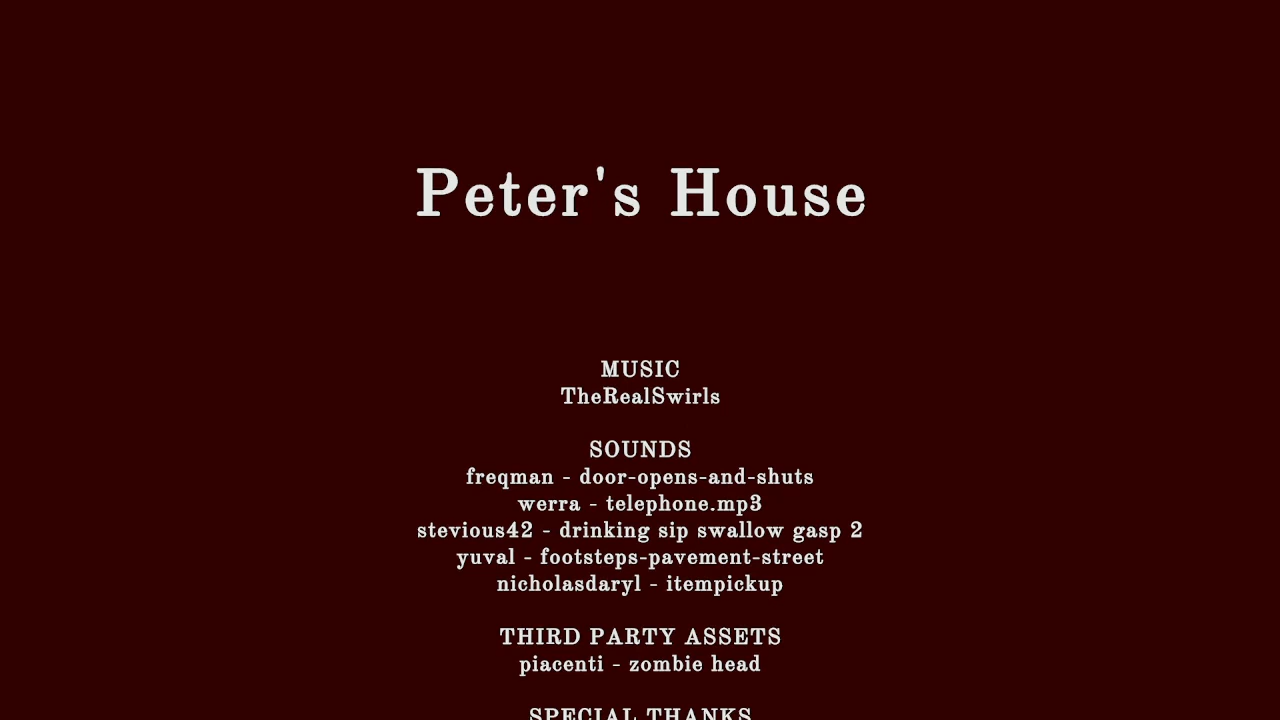 Peter's House
MUSIC
TheRealSwirls
SOUNDS
freqman - door-opens-and-shuts
werra - telephone.mp3
stevious42 - drinking sip swallow gasp 2
yuval - footsteps-pavement-street
nicholasdaryl - itempickup
THIRD PARTY ASSETS
piacenti - zombie head
SPECIAL THANKS